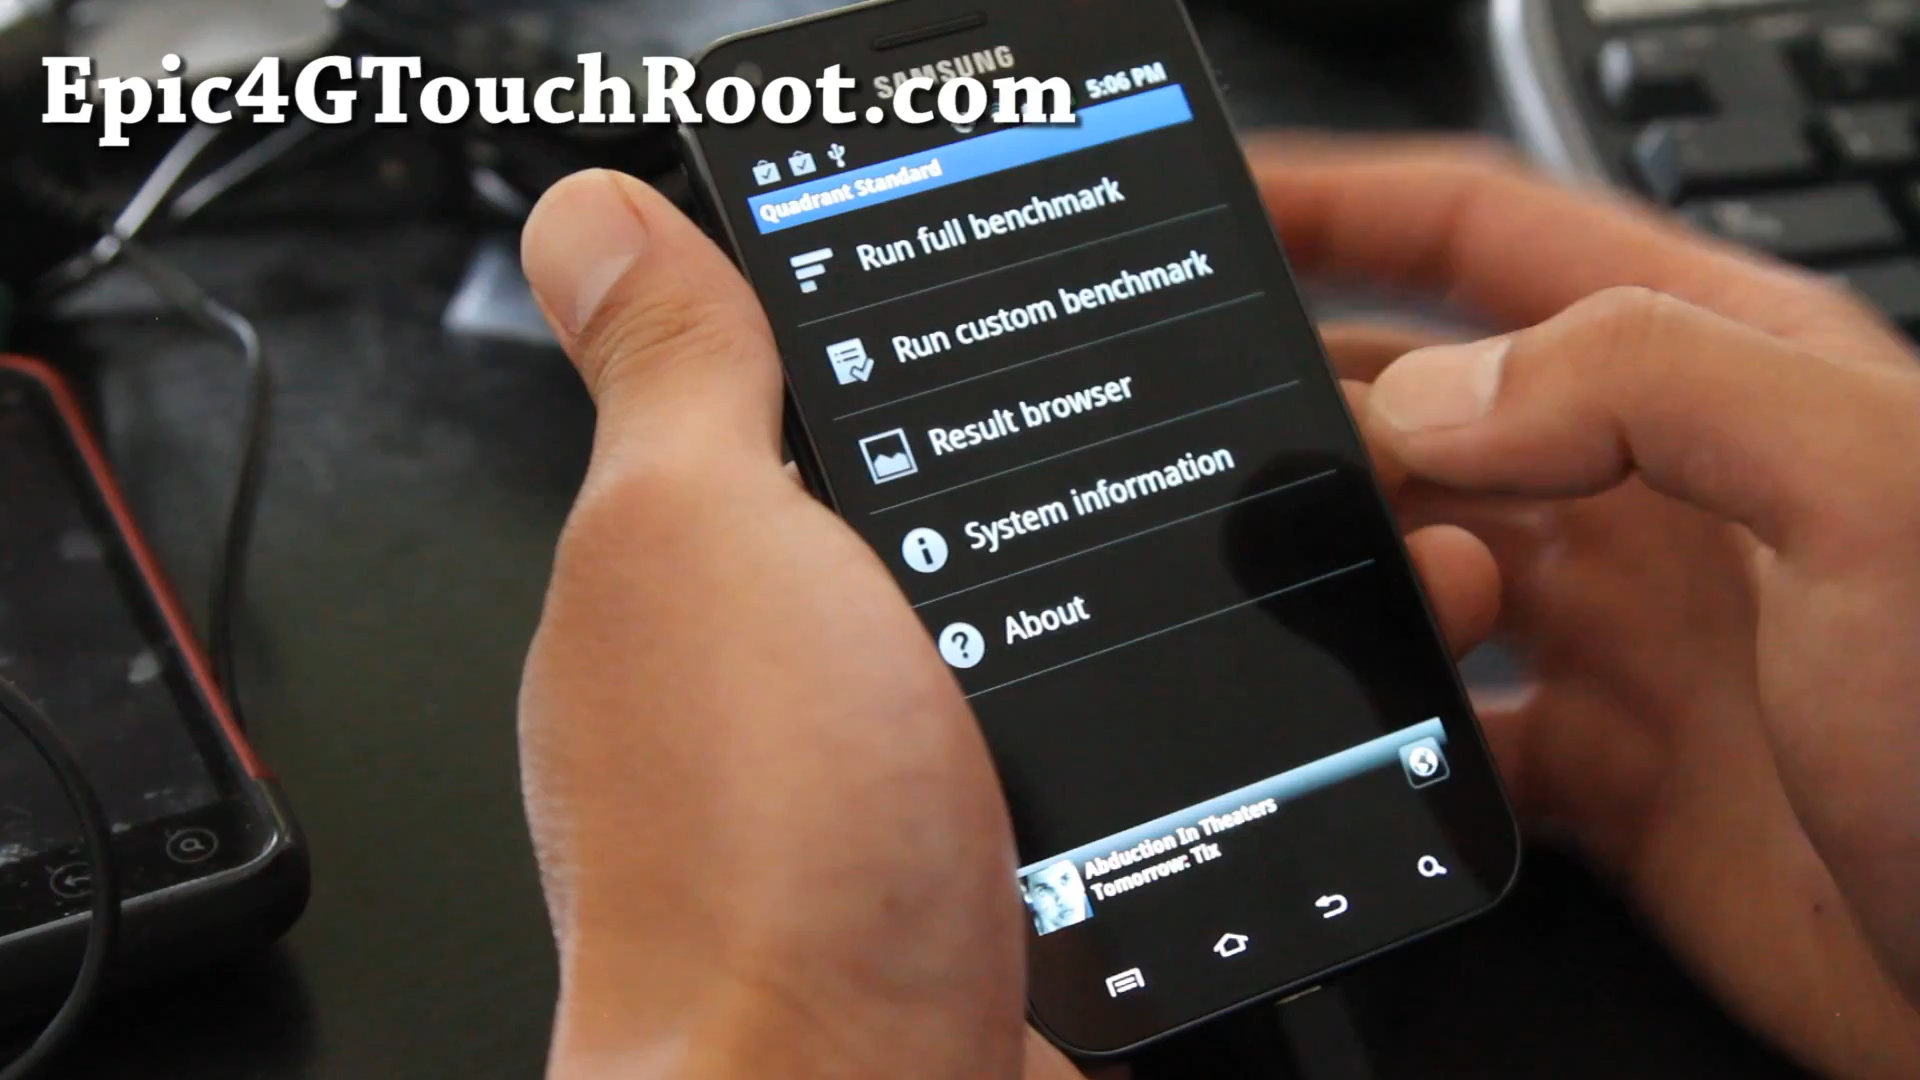 Epic4GTouchRoot.com
SAMSUNG
5:06 PM
Quadrant Standard
Run full benchmark
Run custom benchmark
Result browser
System information
About
Abduction In Theaters
Tomorrow: Tix